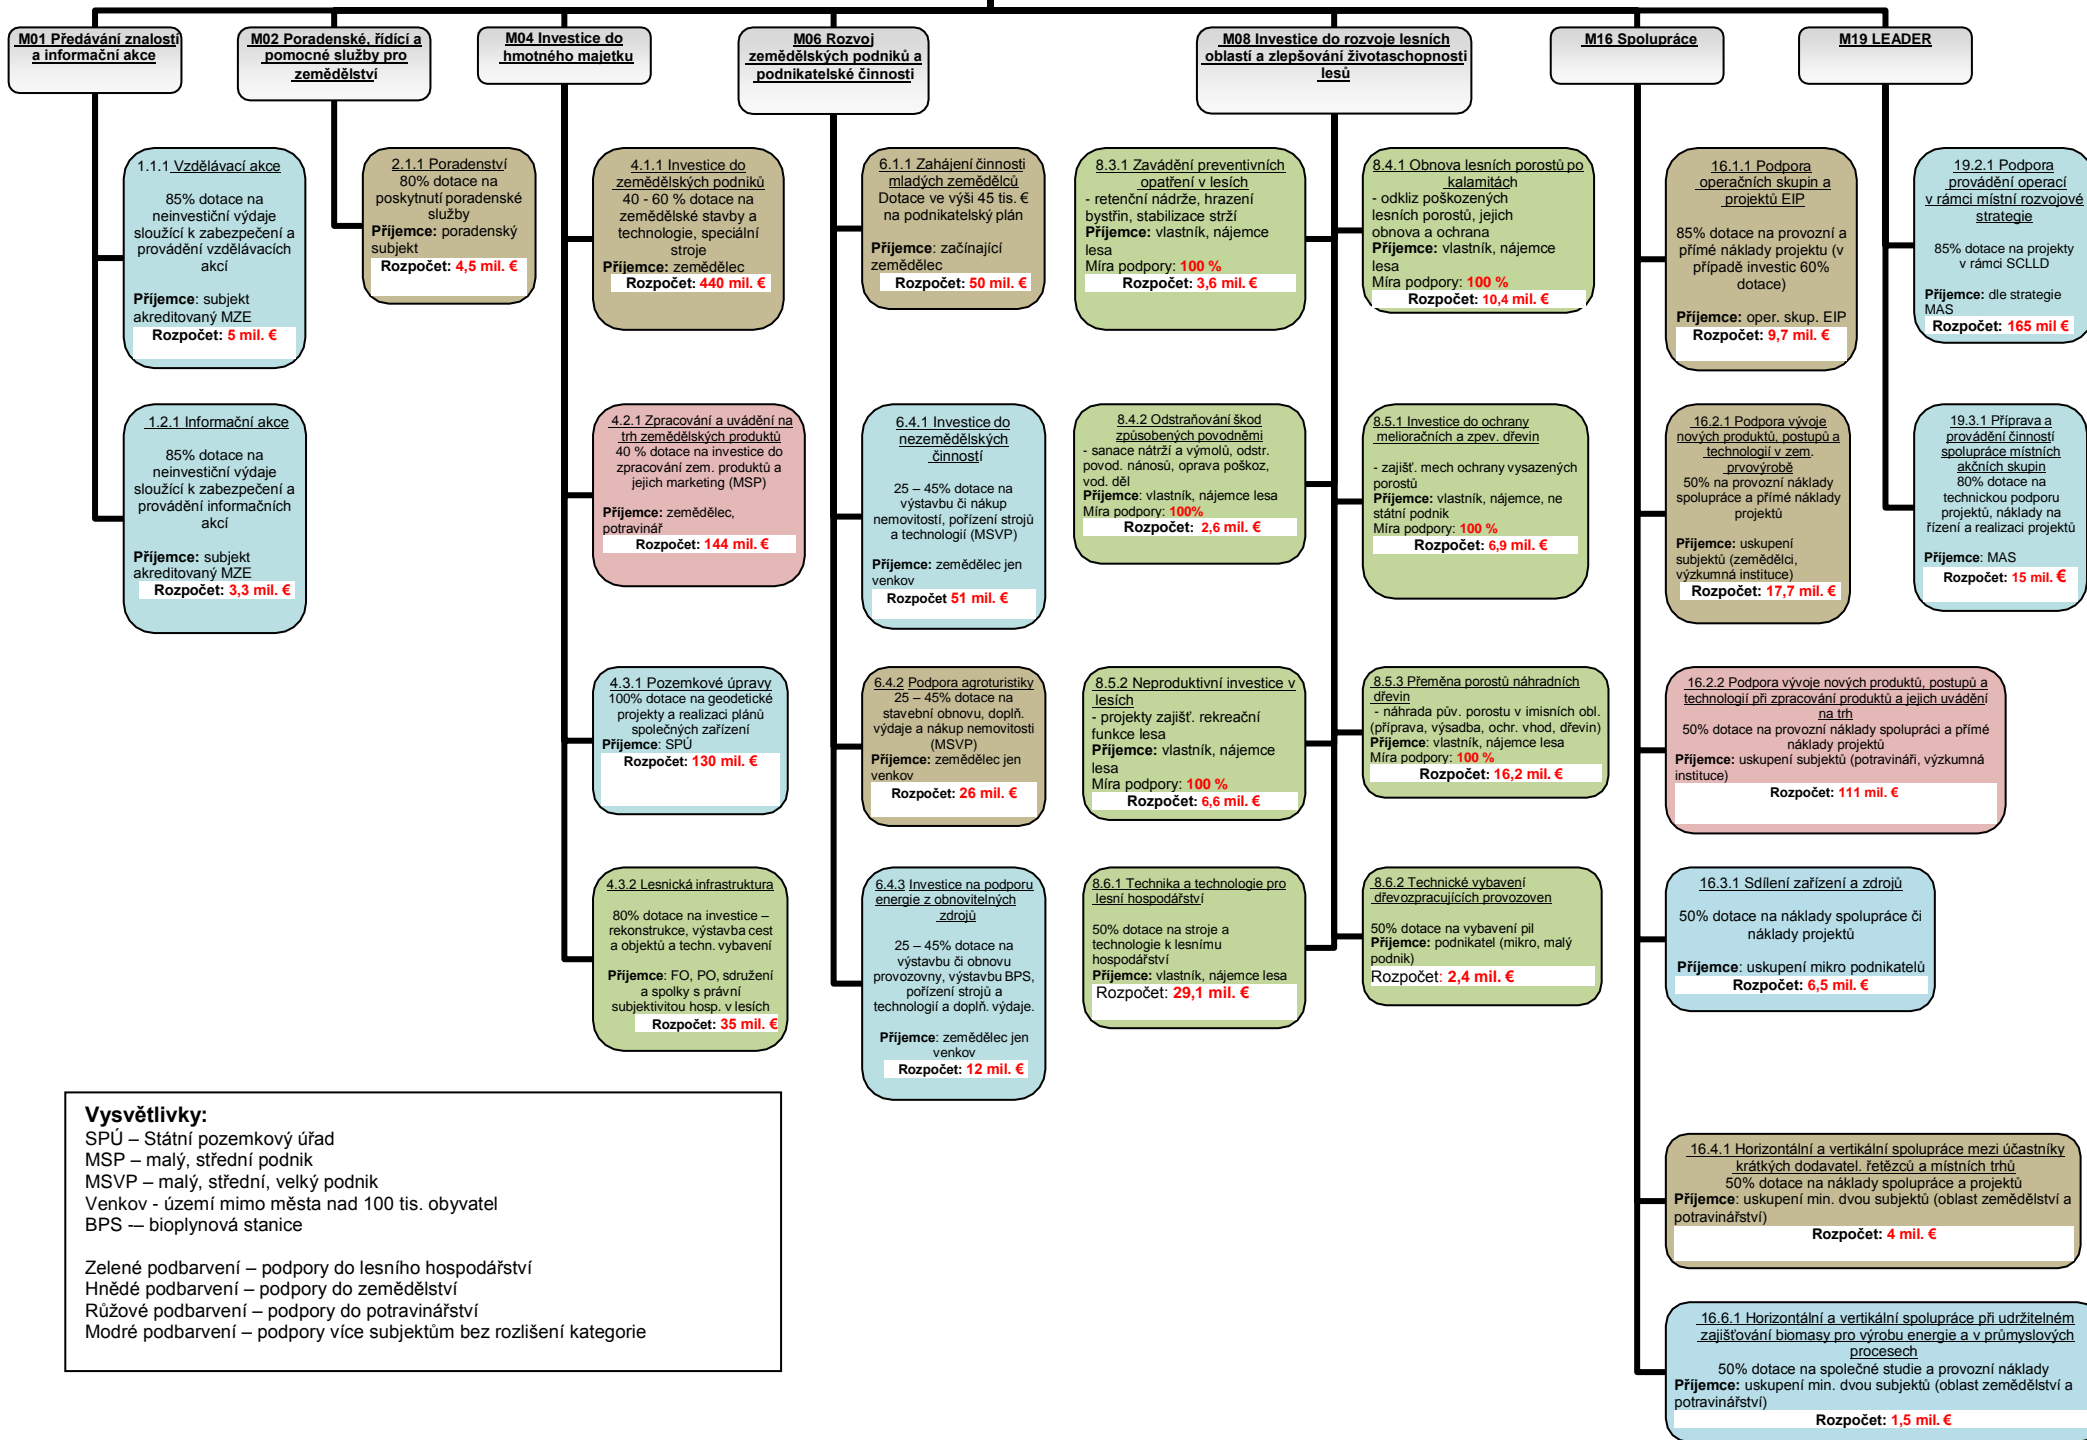 M01 Předávání znalostí
a informační akce
M02 Poradenské, řídící a
pomocné služby pro
zemědělství
M04 Investice do
hmotného majetku
M06 Rozvoj
zemědělských podniků a
podnikatelské činnosti
M08 Investice do rozvoje lesních
oblastí a zlepšování životaschopnosti
lesů
M16 Spolupráce
M19 LEADER
1.1.1 Vzdělávací akce
85% dotace na
neinvestiční výdaje
sloužící k zabezpečení a
provádění vzdělávacích
akcí
Příjemce: subjekt
akreditovaný MZE
Rozpočet: 5 mil. €
2.1.1 Poradenství
80% dotace na
poskytnutí poradenské
služby
Příjemce: poradenský
subjekt
Rozpočet: 4,5 mil. €
4.1.1 Investice do
zemědělských podniků
40 - 60 % dotace na
zemědělské stavby a
technologie, speciální
stroje
Příjemce: zemědělec
Rozpočet: 440 mil. €
6.1.1 Zahájení činnosti
mladých zemědělců
Dotace ve výši 45 tis. €
na podnikatelský plán
Příjemce: začínající
zemědělec
Rozpočet: 50 mil. €
8.3.1 Zavádění preventivních
opatření v lesích
- retenční nádrže, hrazení
bystřin, stabilizace strží
Příjemce: vlastník, nájemce
lesa
Míra podpory: 100 %
Rozpočet: 3,6 mil. €
8.4.1 Obnova lesních porostů po
kalamitách
- odkliz poškozených
lesních porostů, jejich
obnova a ochrana
Příjemce: vlastník, nájemce
lesa
Míra podpory: 100 %
Rozpočet: 10,4 mil. €
16.1.1 Podpora
operačních skupin a
projektů EIP
85% dotace na provozní a
přímé náklady projektu (v
případě investic 60%
dotace)
Příjemce: oper. skup. EIP
Rozpočet: 9,7 mil. €
19.2.1 Podpora
provádění operací
v rámci místní rozvojové
strategie
85% dotace na projekty
v rámci SCLLD
Příjemce: dle strategie
MAS
Rozpočet: 165 mil €
1.2.1 Informační akce
85% dotace na
neinvestiční výdaje
sloužící k zabezpečení a
provádění informačních
akcí
Příjemce: subjekt
akreditovaný MZE
Rozpočet: 3,3 mil. €
4.2.1 Zpracování a uvádění na
trh zemědělských produktů
40 % dotace na investice do
zpracování zem. produktů a
jejich marketing (MSP)
Příjemce: zemědělec,
potravinář
Rozpočet: 144 mil. €
6.4.1 Investice do
nezemědělských
činností
25 – 45% dotace na
výstavbu či nákup
nemovitostí, pořízení strojů
a technologií (MSVP)
Příjemce: zemědělec jen
venkov
Rozpočet 51 mil. €
8.4.2 Odstraňování škod
způsobených povodněmi
- sanace nátrží a výmolů, odstr.
povod. nánosů, oprava poškoz,
vod. děl
Příjemce: vlastník, nájemce lesa
Míra podpory: 100%
Rozpočet: 2,6 mil. €
8.5.1 Investice do ochrany
melioračních a zpev. dřevin
- zajišť. mech ochrany vysazených
porostů
Příjemce: vlastník, nájemce, ne
státní podnik
Míra podpory: 100 %
Rozpočet: 6,9 mil. €
16.2.1 Podpora vývoje
nových produktů, postupů a
technologií v zem.
prvovýrobě
50% na provozní náklady
spolupráce a přímé náklady
projektů
Příjemce: uskupení
subjektů (zemědělci,
výzkumná instituce)
Rozpočet: 17,7 mil. €
19.3.1 Příprava a
provádění činností
spolupráce místních
akčních skupin
80% dotace na
technickou podporu
projektů, náklady na
řízení a realizaci projektů
Příjemce: MAS
Rozpočet: 15 mil. €
4.3.1 Pozemkové úpravy
100% dotace na geodetické
projekty a realizaci plánů
společných zařízení
Příjemce: SPÚ
Rozpočet: 130 mil. €
6.4.2 Podpora agroturistiky
25 – 45% dotace na
stavební obnovu, doplň.
výdaje a nákup nemovitosti
(MSVP)
Příjemce: zemědělec jen
venkov
Rozpočet: 26 mil. €
8.5.2 Neproduktivní investice v
lesích
- projekty zajišť. rekreační
funkce lesa
Příjemce: vlastník, nájemce
lesa
Míra podpory: 100 %
Rozpočet: 6,6 mil. €
8.5.3 Přeměna porostů náhradních
dřevin
- náhrada pův. porostu v imisních obl.
(příprava, výsadba, ochr. vhod, dřevin)
Příjemce: vlastník, nájemce lesa
Míra podpory: 100 %
Rozpočet: 16,2 mil. €
16.2.2 Podpora vývoje nových produktů, postupů a
technologií při zpracování produktů a jejich uvádění
na trh
50% dotace na provozní náklady spolupráci a přímé
náklady projektů
Příjemce: uskupení subjektů (potravináři, výzkumná
instituce)
Rozpočet: 111 mil. €
4.3.2 Lesnická infrastruktura
80% dotace na investice –
rekonstrukce, výstavba cest
a objektů a techn. vybavení
Příjemce: FO, PO, sdružení
a spolky s právní
subjektivitou hosp. v lesích
Rozpočet: 35 mil. €
6.4.3 Investice na podporu
energie z obnovitelných
zdrojů
25 – 45% dotace na
výstavbu či obnovu
provozovny, výstavbu BPS,
pořízení strojů a
technologií a doplň. výdaje.
Příjemce: zemědělec jen
venkov
Rozpočet: 12 mil. €
8.6.1 Technika a technologie pro
lesní hospodářství
50% dotace na stroje a
technologie k lesnímu
hospodářství
Příjemce: vlastník, nájemce lesa
Rozpočet: 29,1 mil. €
8.6.2 Technické vybavení
dřevozpracujících provozoven
50% dotace na vybavení pil
Příjemce: podnikatel (mikro, malý
podnik)
Rozpočet: 2,4 mil. €
16.3.1 Sdílení zařízení a zdrojů
50% dotace na náklady spolupráce či
náklady projektů
Příjemce: uskupení mikro podnikatelů
Rozpočet: 6,5 mil. €
16.4.1 Horizontální a vertikální spolupráce mezi účastníky
krátkých dodavatel. řetězců a místních trhů
50% dotace na náklady spolupráce a projektů
Příjemce: uskupení min. dvou subjektů (oblast zemědělství a
potravinářství)
Rozpočet: 4 mil. €
16.6.1 Horizontální a vertikální spolupráce při udržitelném
zajišťování biomasy pro výrobu energie a v průmyslových
procesech
50% dotace na společné studie a provozní náklady
Příjemce: uskupení min. dvou subjektů (oblast zemědělství a
potravinářství)
Rozpočet: 1,5 mil. €
Vysvětlivky:
SPÚ – Státní pozemkový úřad
MSP – malý, střední podnik
MSVP – malý, střední, velký podnik
Venkov - území mimo města nad 100 tis. obyvatel
BPS -– bioplynová stanice
Zelené podbarvení – podpory do lesního hospodářství
Hnědé podbarvení – podpory do zemědělství
Růžové podbarvení – podpory do potravinářství
Modré podbarvení – podpory více subjektům bez rozlišení kategorie